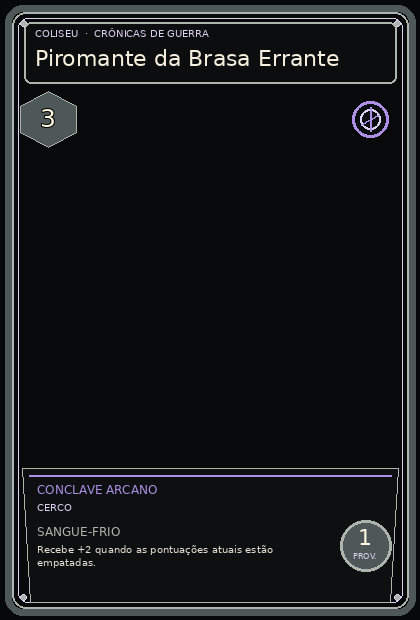 COLISEU · CRÓNICAS DE GUERRA
Piromante da Brasa Errante
3
CONCLAVE ARCANO
CERCO
SANGUE-FRIO
Recebe +2 quando as pontuações atuais estão
empatadas.
1
PROV.